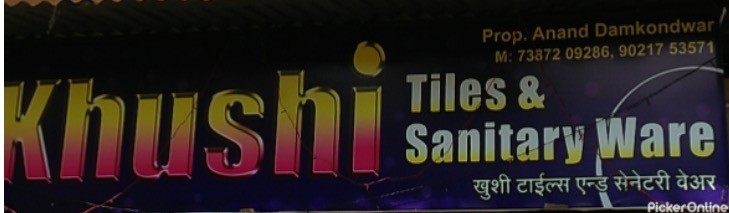 Prop. Anand Damkondwar
M: 73872 09286, 90217 53571
Khushi
Tiles &
Sanitary Ware
खुशी टाईल्स एन्ड सेनेटरी वेअर
PickerOnline